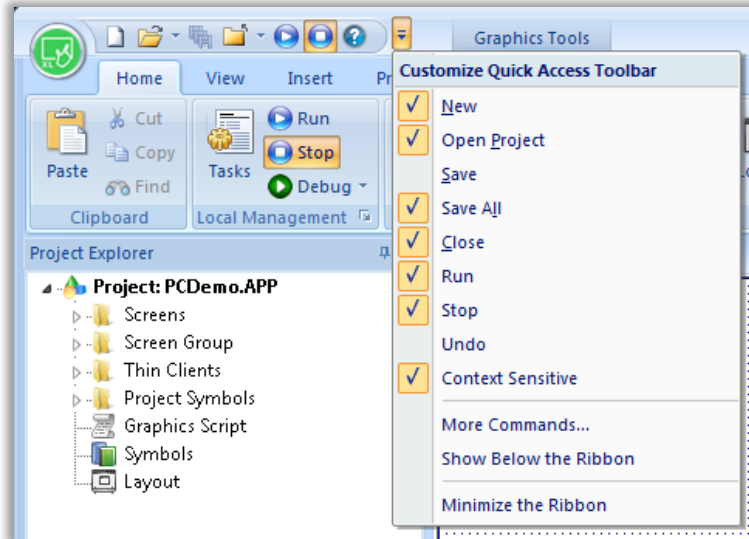 XL
Graphics Tools
Home View Insert Pr
Customize Quick Access Toolbar
New
Open Project
Save
Save All
Close
Run
Stop
Undo
Context Sensitive
More Commands...
Show Below the Ribbon
Minimize the Ribbon
Paste
Cut
Copy
Find
Clipboard
Tasks
Run
Stop
Debug
Local Management
Project Explorer
Project: PCDemo.APP
Screens
Screen Group
Thin Clients
Project Symbols
Graphics Script
Symbols
Layout